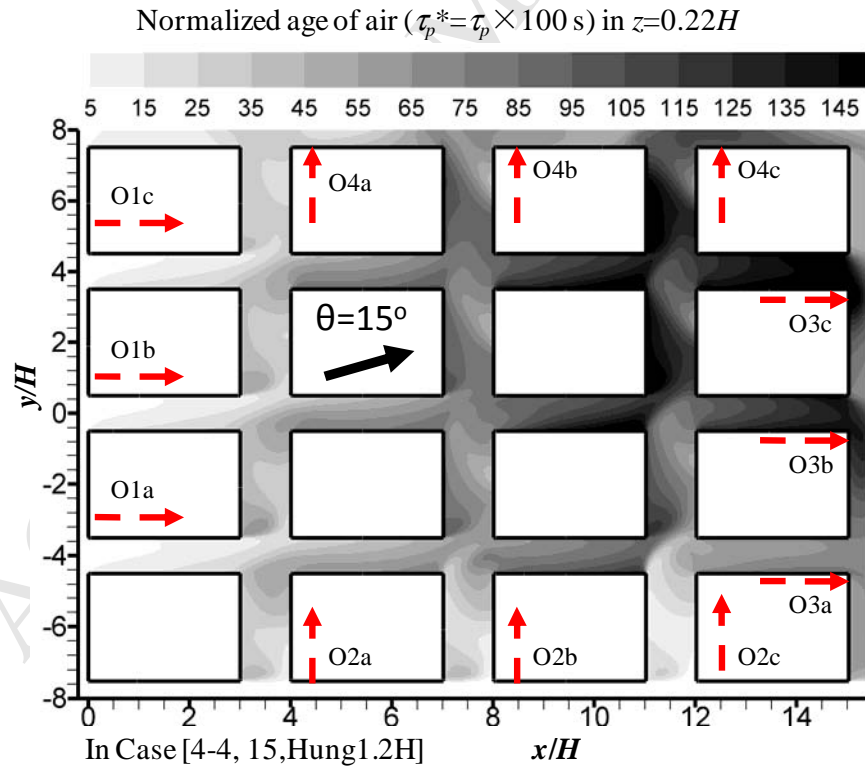 Normalized age of air (τp*=τp×100 s) in z=0.22H
5 15 25 35 45 55 65 75 85 95 105 115 125 135 145
8
O1c O4a O4b O4c
6
4
θ=15º
O3c
2
O1b
y/H
0
O3b
-2
O1a
-4
O3a
-6
O2a O2b O2c
-8
0 2 4 6 8 10 12 14
In Case [4-4, 15,Hung1.2H] x/H